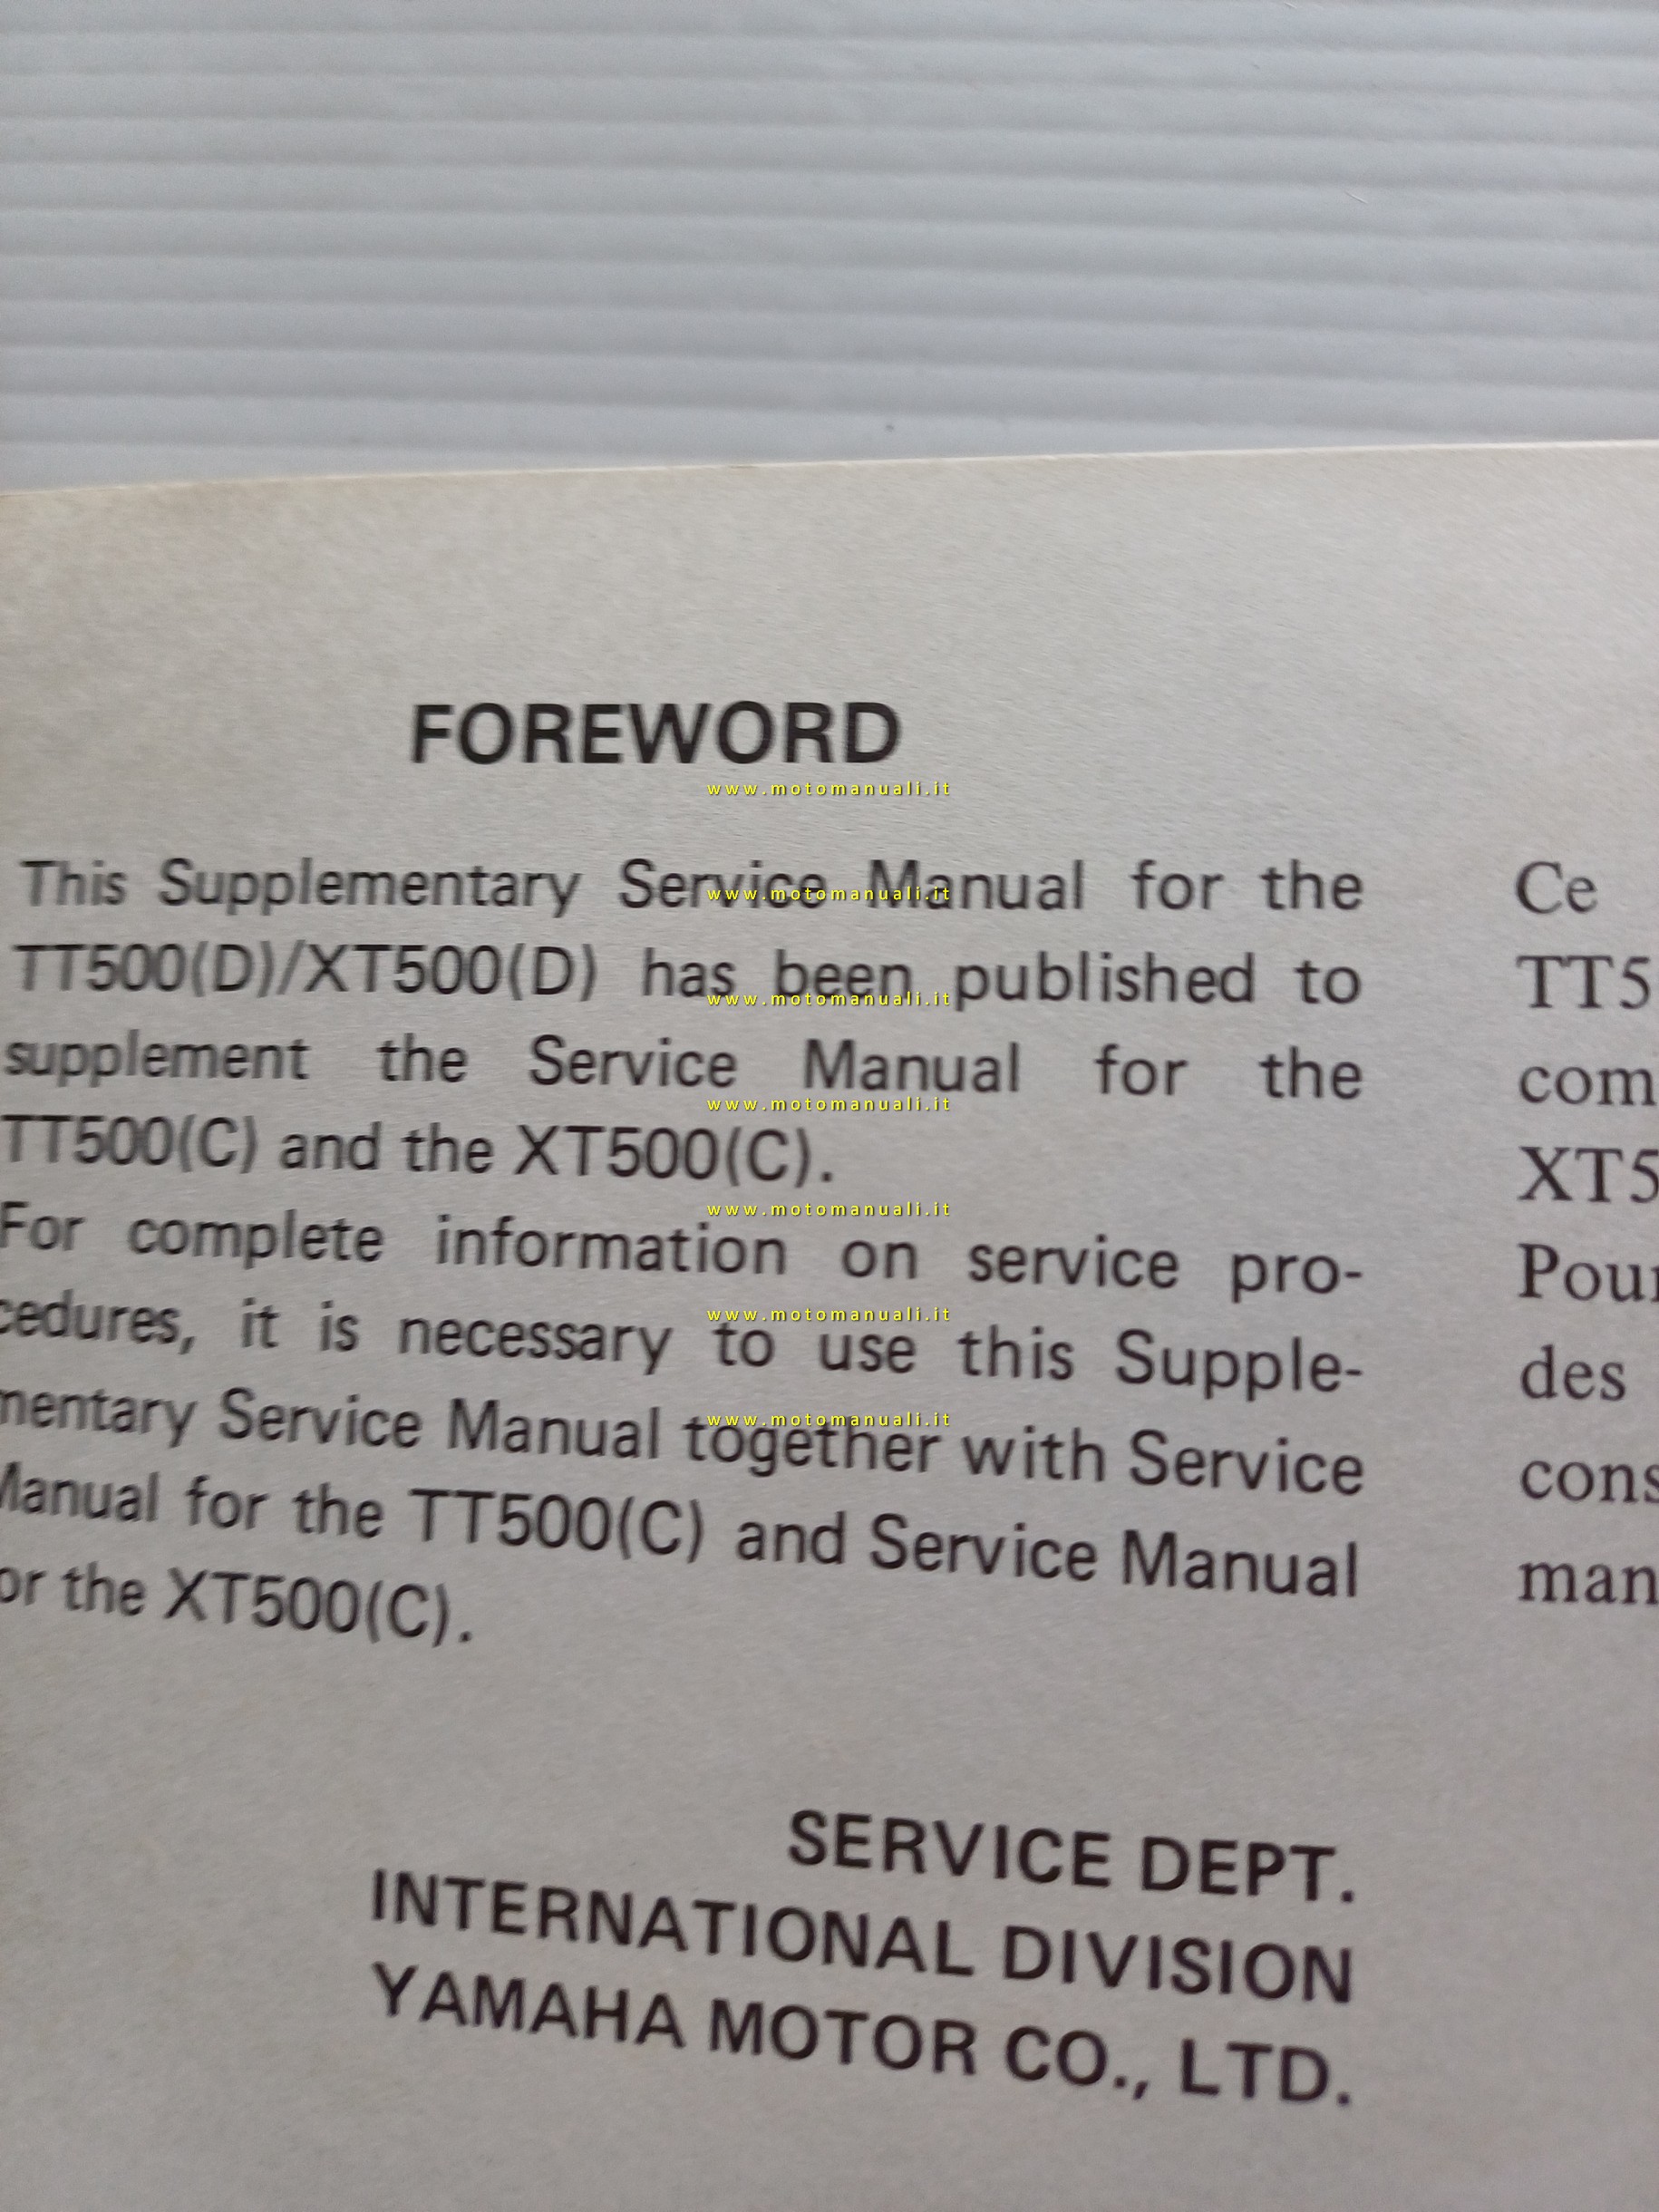 FOREWORD
www.motomanuali.it
This Supplementary Service Manual for the
www.motomanuali.it
TT500(D)/XT500(D) has been published to
www.motomanuali.it
supplement the Service Manual for the
www.motomanuali.it
TT500(C) and the XT500(C).
www.motomanuali.it
For complete information on service pro-
www.motomanuali.it
cedures, it is necessary to use this Supple-
www.motomanuali.it
mentary Service Manual together with Service
Manual for the TT500(C) and Service Manual
or the XT500(C).
SERVICE DEPT.
INTERNATIONAL DIVISION
YAMAHA MOTOR CO., LTD.
Ce
TT5
com
XT5
Pour
des
cons
man